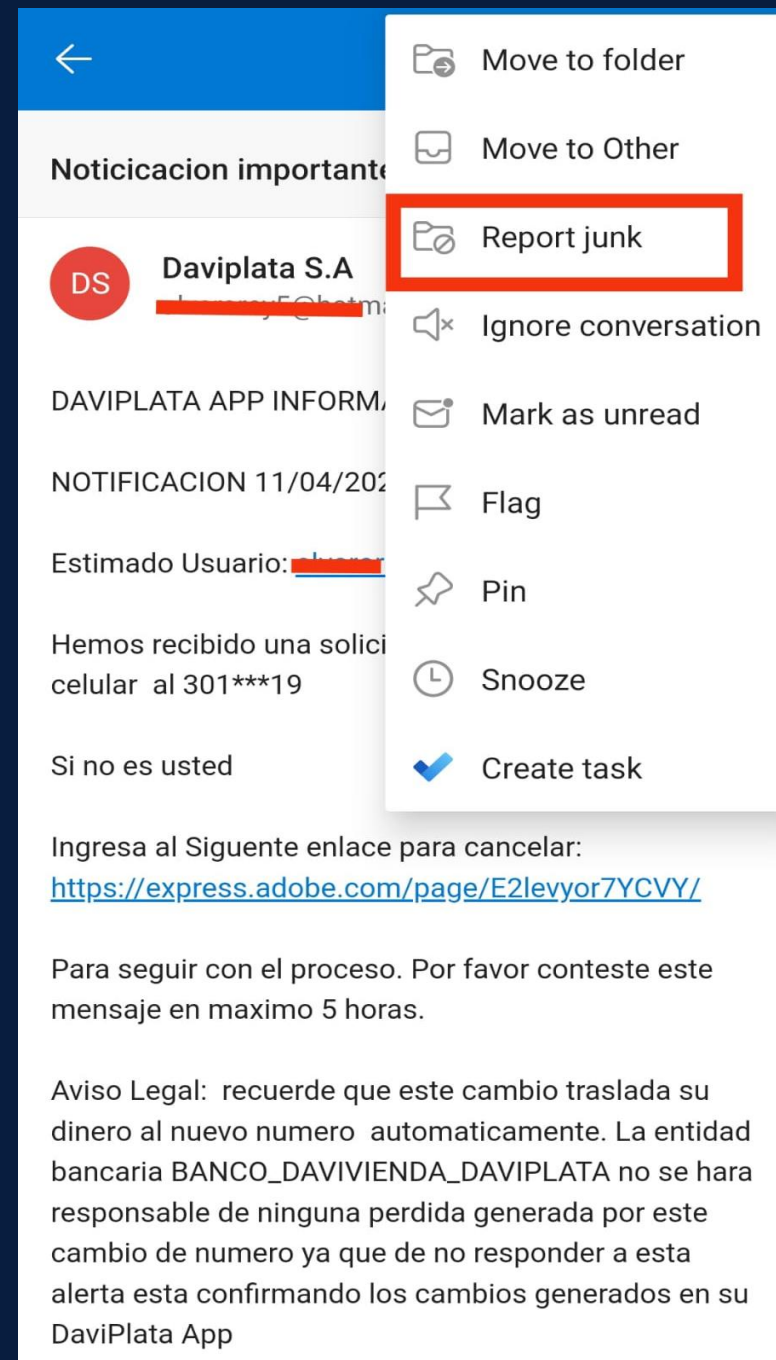 Noticicacion importante
DS
Daviplata S.A
DAVIPLATA APP
NOTIFICACION 11/04/202
Estimado Usuario:
Hemos recibido una
celular al 301***19
Si no es usted
Ingresa al Siguente enlace para cancelar:
https://express.adobe.com/page/E2levyor7YCVY/
Para seguir con el proceso. Por favor conteste este
mensaje en maximo 5 horas.
Aviso Legal: recuerde que este cambio traslada su
dinero al nuevo numero automaticamente. La entidad
bancaria BANCO_DAVIVIENDA_DAVIPLATA no se hara
responsable de ninguna perdida generada por este
cambio de numero ya que de no responder a esta
alerta esta confirmando los cambios generados en su
DaviPlata App
Move to folder
Move to Other
Report junk
Ignore conversation
Mark as unread
Flag
Pin
Snooze
Create task